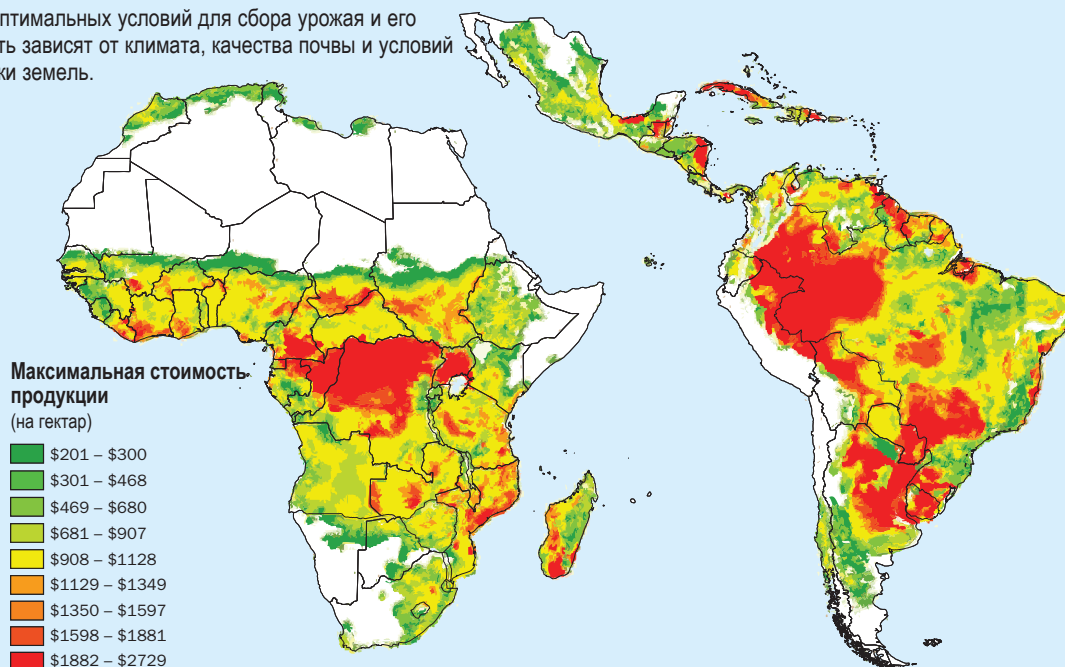 птимальных условий для сбора урожая и его
ть зависят от климата, качества почвы и условий
ки земель.
Максимальная стоимость
продукции
(на гектар)
$201 – $300
$301 – $468
$469 – $680
$681 – $907
$908 – $1128
$1129 – $1349
$1350 – $1597
$1598 – $1881
$1882 – $2729